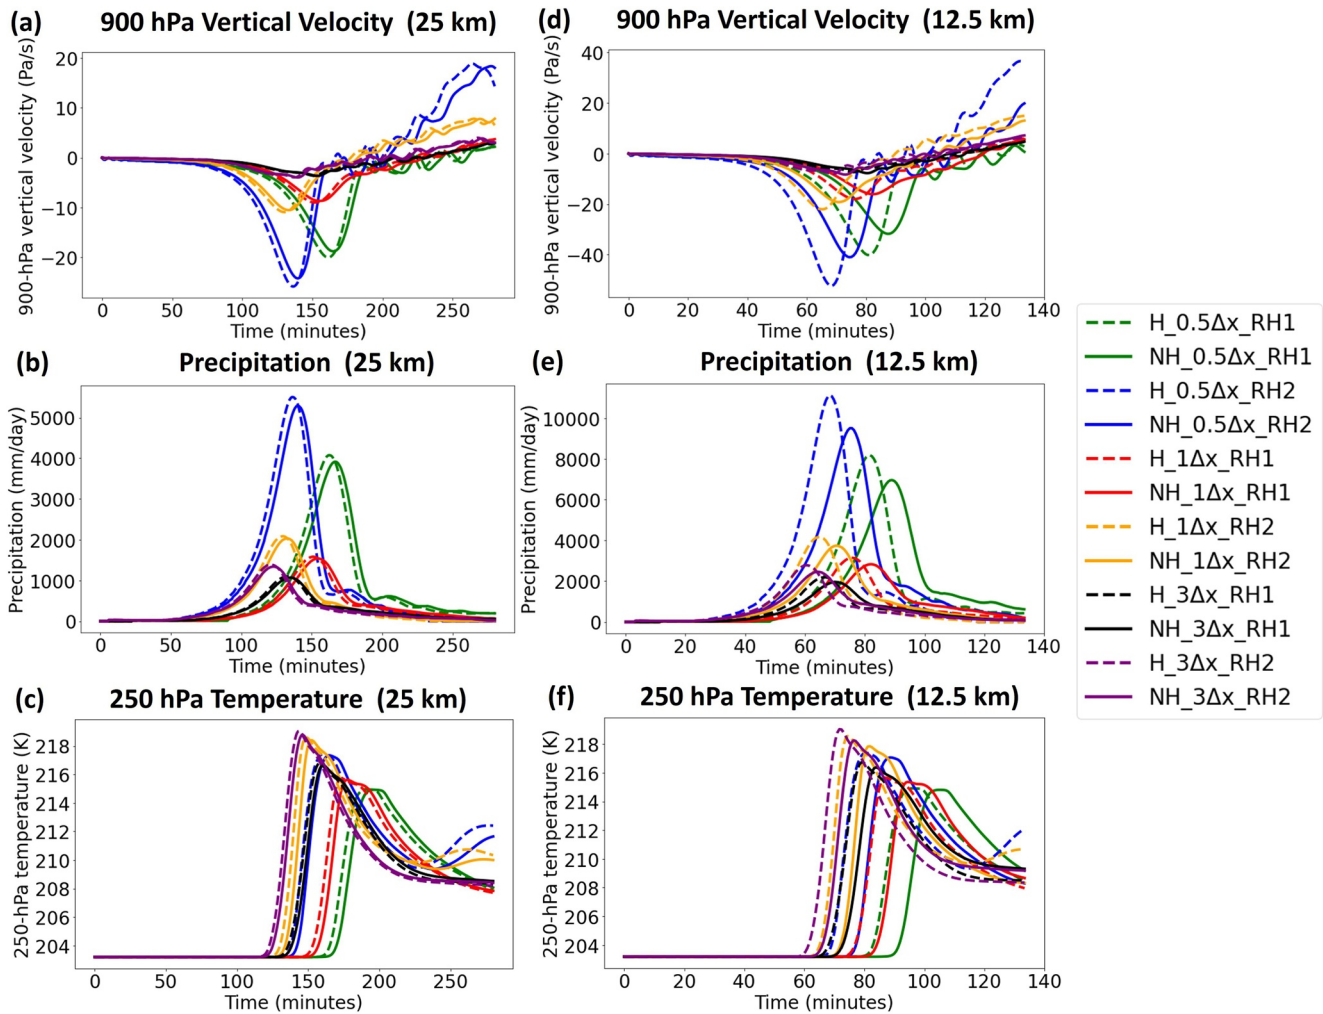 (a) 900 hPa Vertical Velocity (25 km)
900-hPa vertical velocity (Pa/s)
20
10
0
−10
−20
0 50 100 150 200 250
Time (minutes)
(b) Precipitation (25 km)
Precipitation (mm/day)
5000
4000
3000
2000
1000
0
0 50 100 150 200 250
Time (minutes)
(c) 250 hPa Temperature (25 km)
250-hPa temperature (K)
218
216
214
212
210
208
206
204
0 50 100 150 200 250
Time (minutes)
(d) 900 hPa Vertical Velocity (12.5 km)
900-hPa vertical velocity (Pa/s)
40
20
0
−20
−40
0 20 40 60 80 100 120 140
Time (minutes)
(e) Precipitation (12.5 km)
Precipitation (mm/day)
10000
8000
6000
4000
2000
0
0 20 40 60 80 100 120 140
Time (minutes)
(f) 250 hPa Temperature (12.5 km)
250-hPa temperature (K)
218
216
214
212
210
208
206
204
0 20 40 60 80 100 120 140
Time (minutes)
H_0.5Δx_RH1
NH_0.5Δx_RH1
H_0.5Δx_RH2
NH_0.5Δx_RH2
H_1Δx_RH1
NH_1Δx_RH1
H_1Δx_RH2
NH_1Δx_RH2
H_3Δx_RH1
NH_3Δx_RH1
H_3Δx_RH2
NH_3Δx_RH2